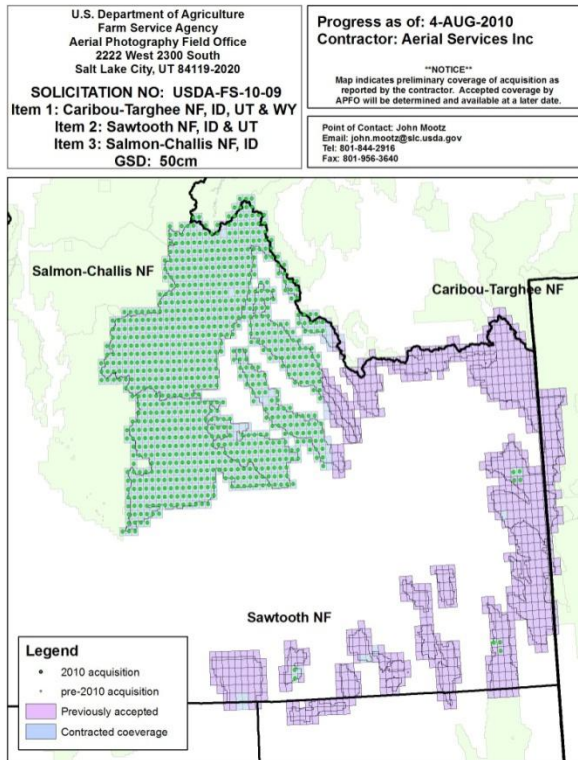 U.S. Department of Agriculture
Farm Service Agency
Aerial Photography Field Office
2222 West 2300 South
Salt Lake City, UT 84119-2020
SOLICITATION NO: USDA-FS-10-09
Item 1: Caribou-Targhee NF, ID, UT & WY
Item 2: Sawtooth NF, ID & UT
Item 3: Salmon-Challis NF, ID
GSD: 50cm
Progress as of: 4-AUG-2010
Contractor: Aerial Services Inc
**NOTICE**
Map indicates preliminary coverage of acquisition as
reported by the contractor. Accepted coverage by
APFO will be determined and available at a later date.
Point of Contact: John Mootz
Email: john.mootz@slc.usda.gov
Tel: 801-844-2916
Fax: 801-956-3640
Salmon-Challis NF
Caribou-Targhee NF
Sawtooth NF
Legend
2010 acquisition
pre-2010 acquisition
Previously accepted
Contracted coeverage